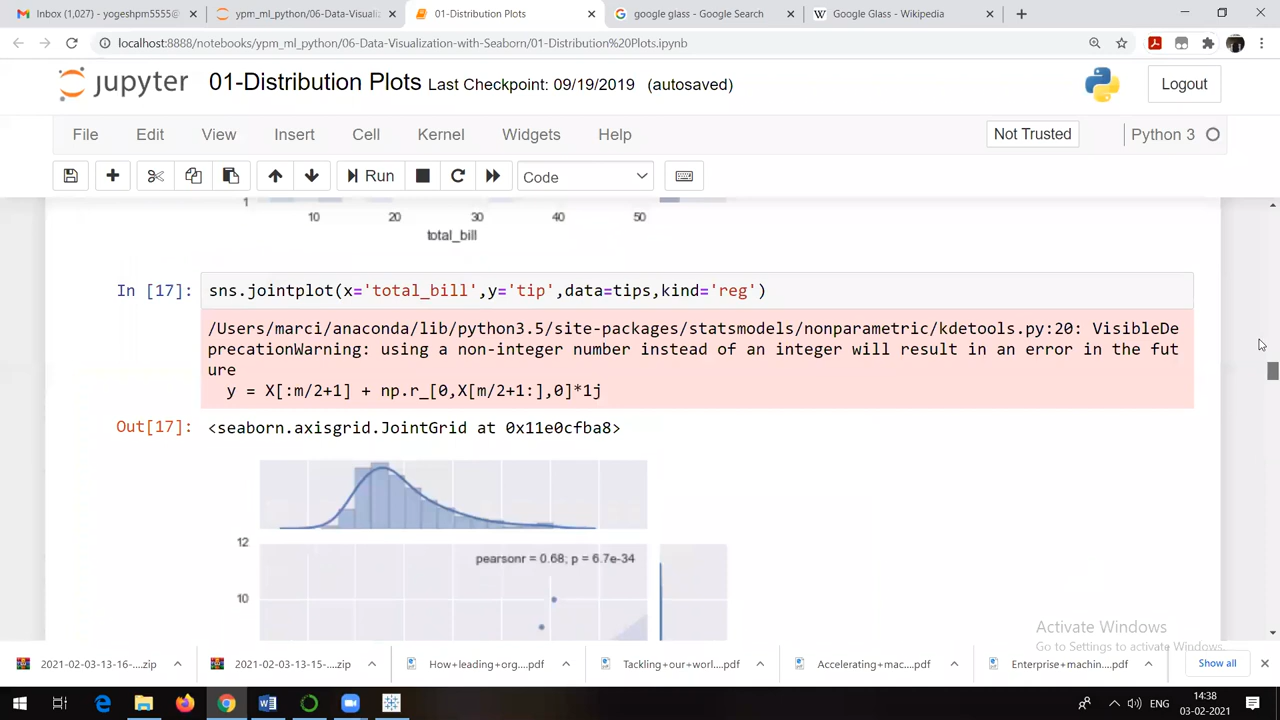 Inbox (1,027) - yogeshprn5555@
ypm_ml_python/06-Data-Visualiz
01-Distribution Plots
google glass - Google Search
Google Glass - Wikipedia
localhost:8888/notebooks/ypm_ml_python/06-Data-Visualization-with-Seaborn/01-Distribution%20Plots.ipynb
jupyter 01-Distribution Plots Last Checkpoint: 09/19/2019 (autosaved)
Logout
File Edit View Insert Cell Kernel Widgets Help
Not Trusted
Python 3
Run
Code
1
10 20 30 40 50
total_bill
In [17]: sns.jointplot(x='total_bill',y='tip',data=tips,kind='reg')
/Users/marci/anaconda/lib/python3.5/site-packages/statsmodels/nonparametric/kdetools.py:20: VisibleDe
precationWarning: using a non-integer number instead of an integer will result in an error in the fut
ure
y = X[:m/2+1] + np.r_[0,X[m/2+1:],0]*1j
Out[17]: <seaborn.axisgrid.JointGrid at 0x11e0cfba8>
12
pearsonr = 0.68; p = 6.7e-34
10
Activate Windows
Go to Settings to activate Windows.
2021-02-03-13-16-....zip
2021-02-03-13-15-....zip
How+leading+org....pdf
Tackling+our+worl....pdf
Accelerating+mac....pdf
Enterprise+machin....pdf
Show all
ENG
14:38
03-02-2021